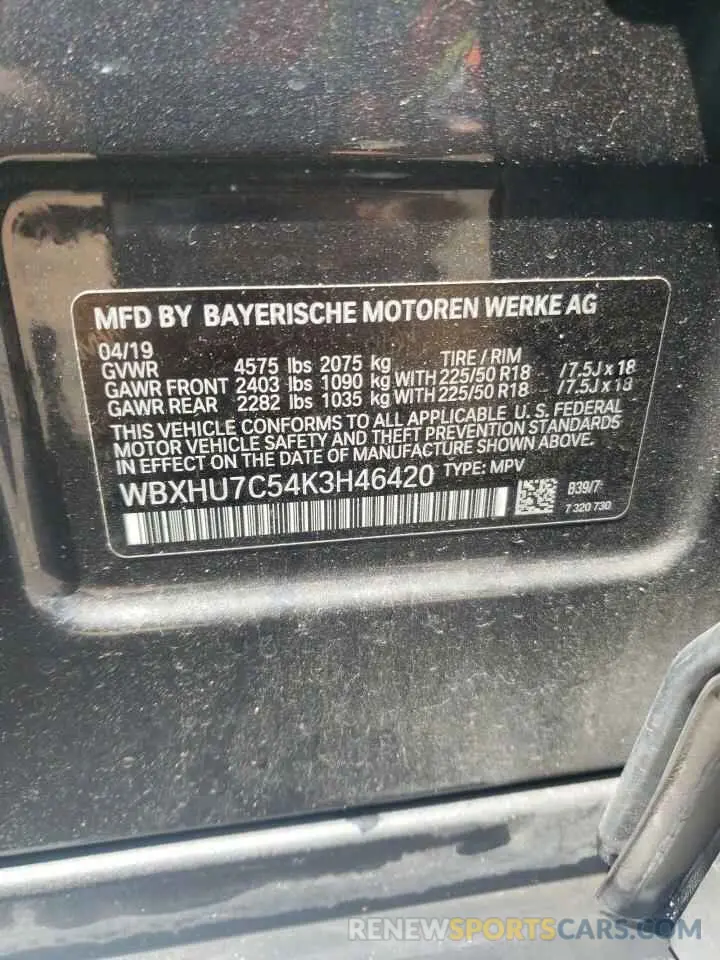 MFD BY BAYERISCHE MOTOREN WERKE AG
04/19 TIRE / RIM
GVWR 4575 lbs 2075 kg
GAWR FRONT 2403 lbs 1090 kg WITH 225/50 R18 /7.5J x 18
GAWR REAR 2282 lbs 1035 kg WITH 225/50 R18 /7.5J x 18
THIS VEHICLE CONFORMS TO ALL APPLICABLE U. S. FEDERAL
MOTOR VEHICLE SAFETY AND THEFT PREVENTION STANDARDS
IN EFFECT ON THE DATE OF MANUFACTURE SHOWN ABOVE.
WBXHU7C54K3H46420 TYPE: MPV
B39/7
7 320 730
RENEWSPORTSCARS.COM